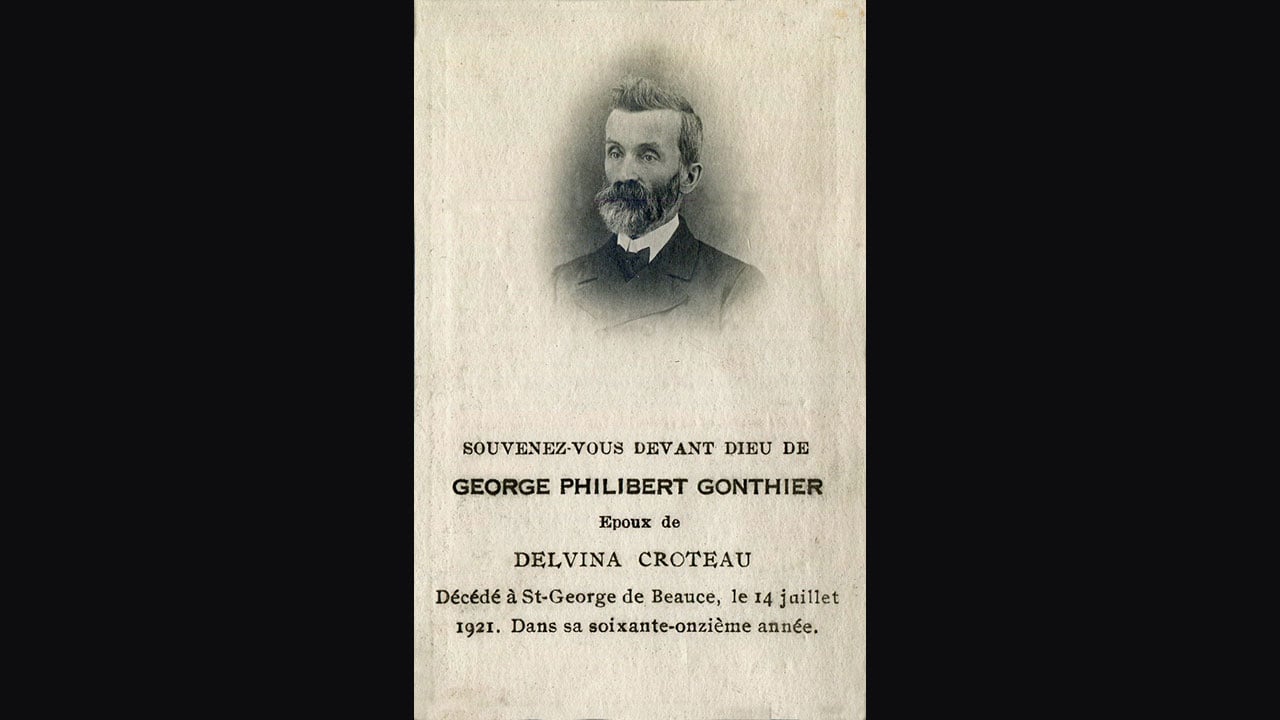 SOUVENEZ-VOUS DEVANT DIEU DE
GEORGE PHILIBERT GONTHIER
Epoux de
DELVINA CROTEAU
Décédé à St-George de Beauce, le 14 juillet
1921. Dans sa soixante-onzième année.